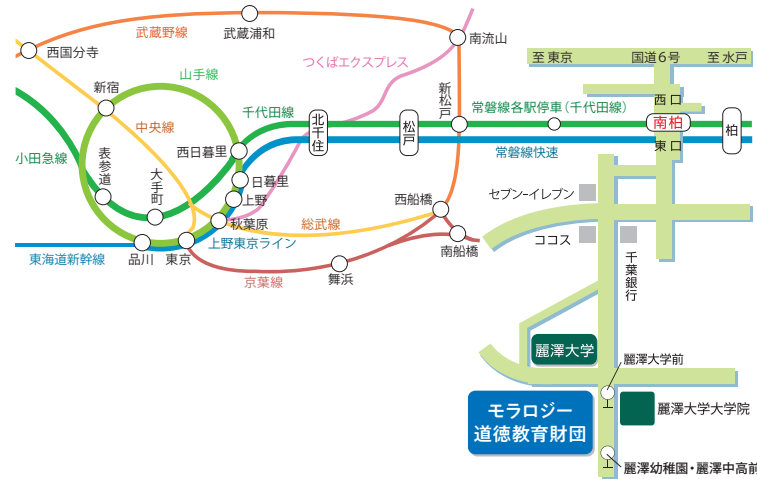 武蔵野線
武蔵浦和
西国分寺
南流山
つくばエクスプレス
至 東京
国道6号
至 水戸
山手線
新宿
新松戸
西 口
千代田線
常磐線各駅停車（千代田線）
北千住
松戸
南柏
柏
中央線
小田急線
西日暮里
常磐線快速
東 口
表参道
大手町
日暮里
上野
セブン-イレブン
西船橋
秋葉原
総武線
上野東京ライン
ココス
南船橋
千葉銀行
東海道新幹線
品川
東京
京葉線
舞浜
麗澤大学
麗澤大学前
モラロジー
道徳教育財団
麗澤大学大学院
麗澤幼稚園・麗澤中高前